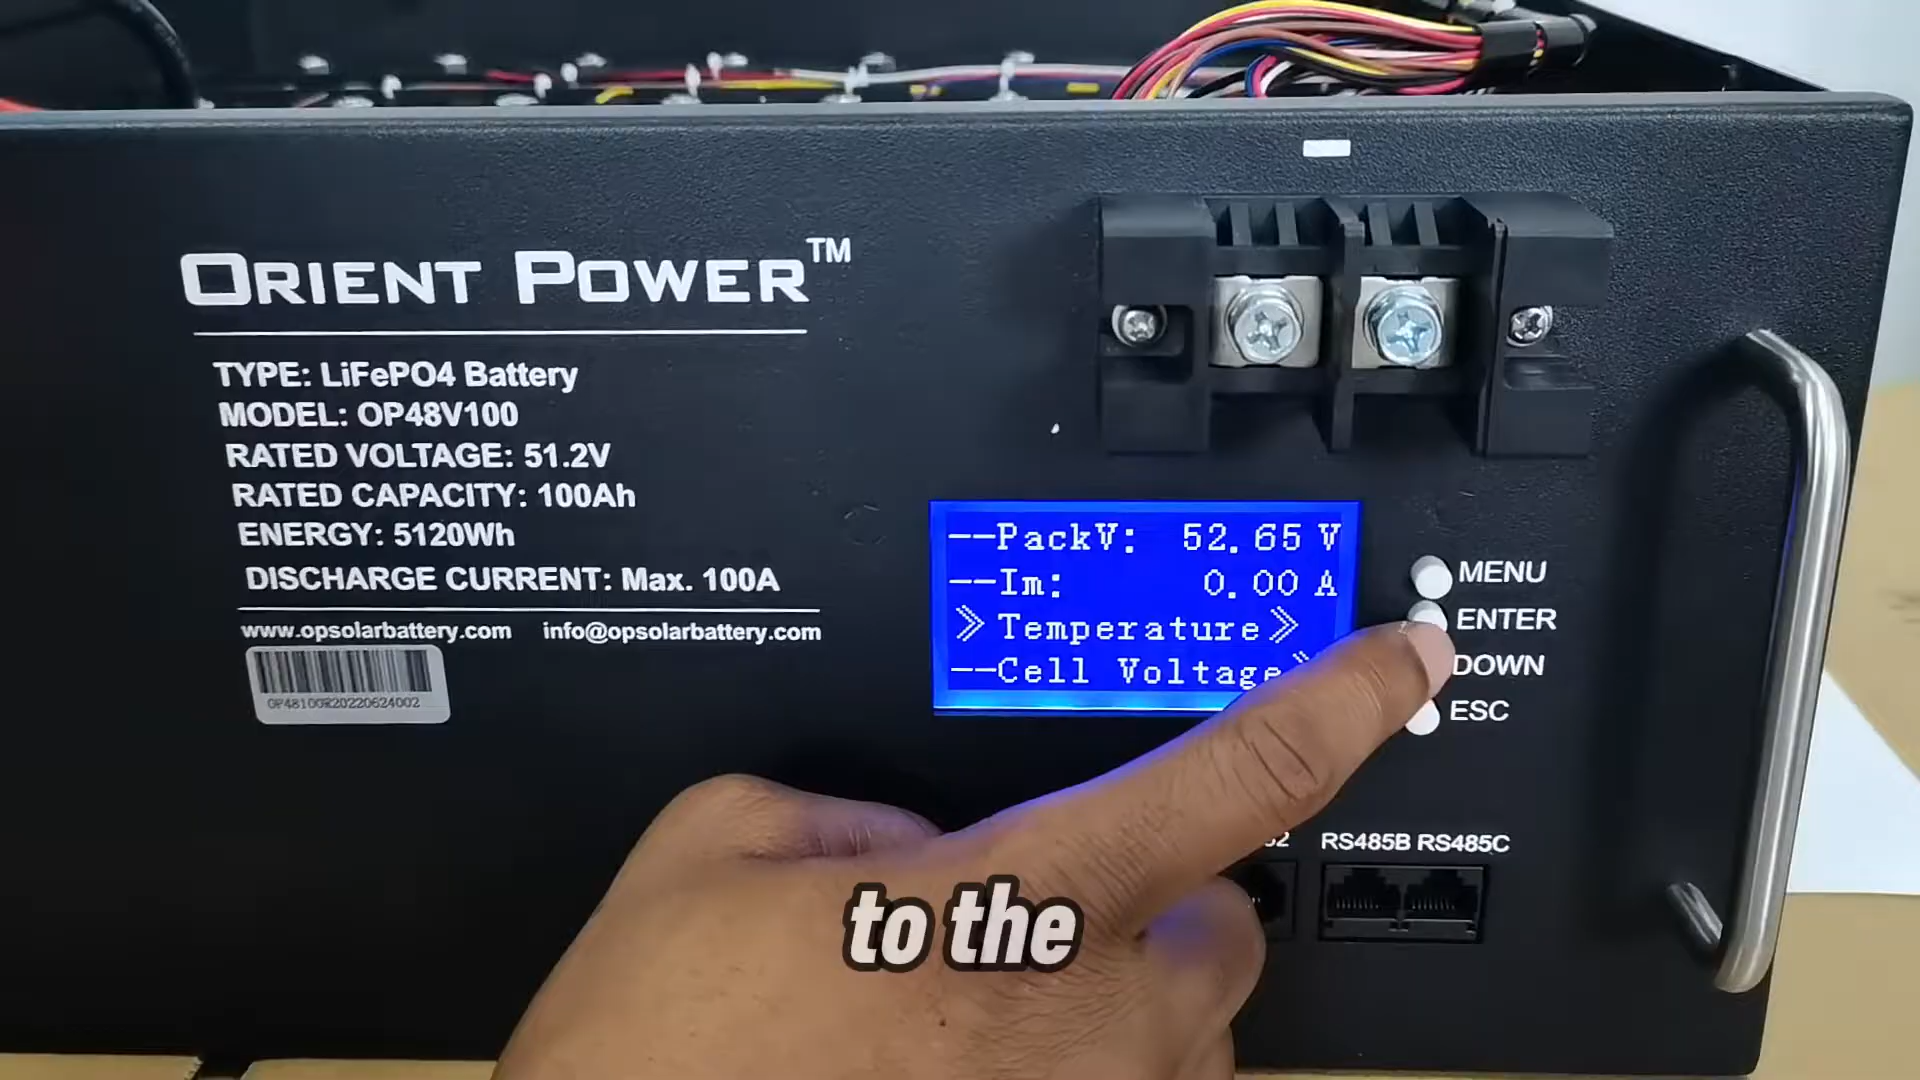 ORIENT POWER™
TYPE: LiFePO4 Battery
MODEL: OP48V100
RATED VOLTAGE: 51.2V
RATED CAPACITY: 100Ah
ENERGY: 5120Wh
DISCHARGE CURRENT: Max. 100A
www.opsolarbattery.com info@opsolarbattery.com
OP48100R20220624002
--PackV: 52.65 V
--Im: 0.00 A
》Temperature》
--Cell Voltage》
MENU
ENTER
DOWN
ESC
RS485B RS485C
to the